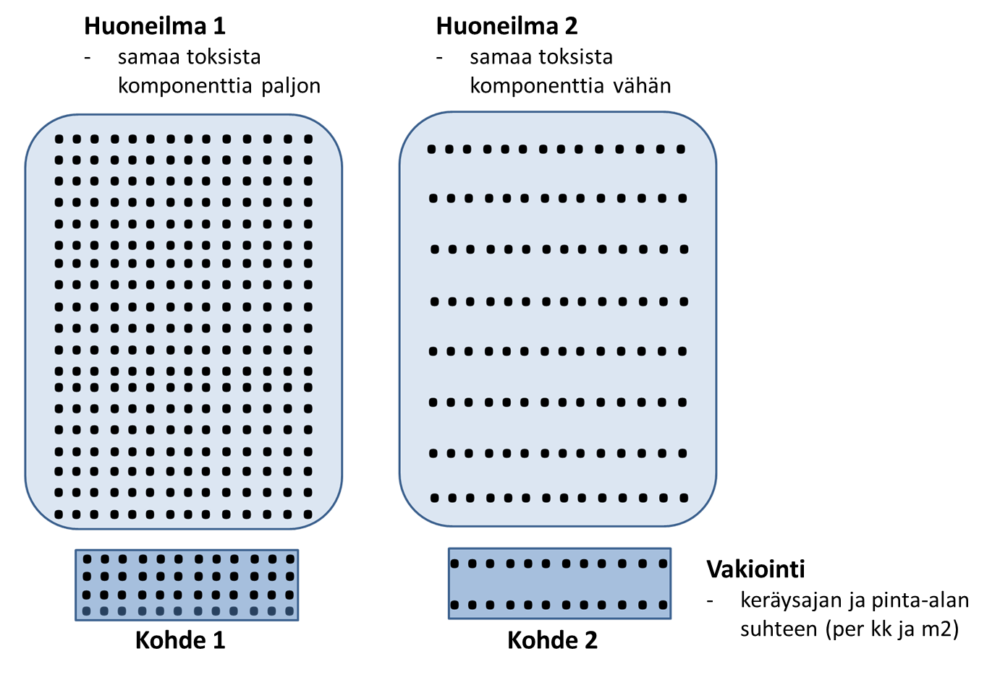 Huoneilma 1
- samaa toksista
komponenttia paljon
Huoneilma 2
- samaa toksista
komponenttia vähän
Kohde 1
Kohde 2
Vakiointi
- keräysajan ja pinta-alan
suhteen (per kk ja m2)